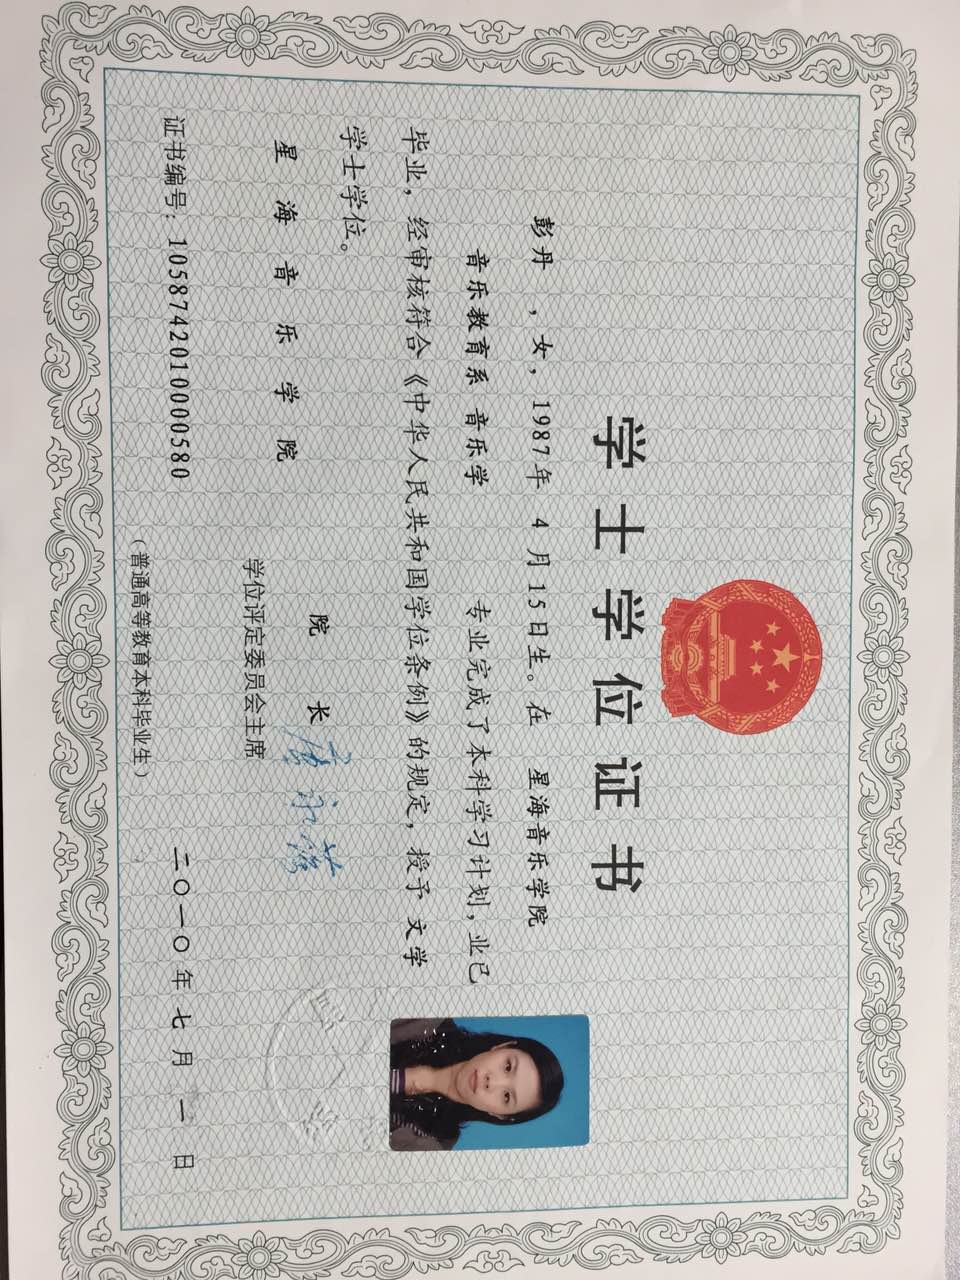 学士学位证书
彭丹 ，女，1987年 4 月15日生。在 星海音乐学院
音乐教育系 音乐学 专业完成了本科学习计划，业已
毕业，经审核符合《中华人民共和国学位条例》的规定，授予 文学
学士学位。
星海音乐学院
院 长
学位评定委员会主席
证书编号：1058742010000580
二〇一〇年 七 月 一 日
（普通高等教育本科毕业生）